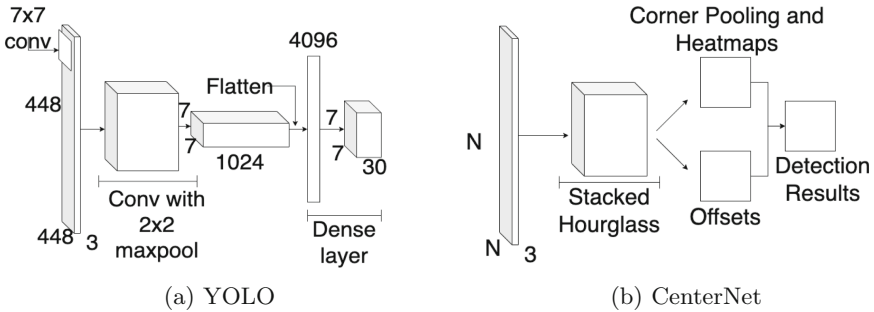 7x7
conv
448
448
3
Conv with
2x2
maxpool
7
7
1024
Flatten
4096
7
7
30
Dense
layer
(a) YOLO
N
N
3
Stacked
Hourglass
Corner Pooling and
Heatmaps
Offsets
Detection
Results
(b) CenterNet